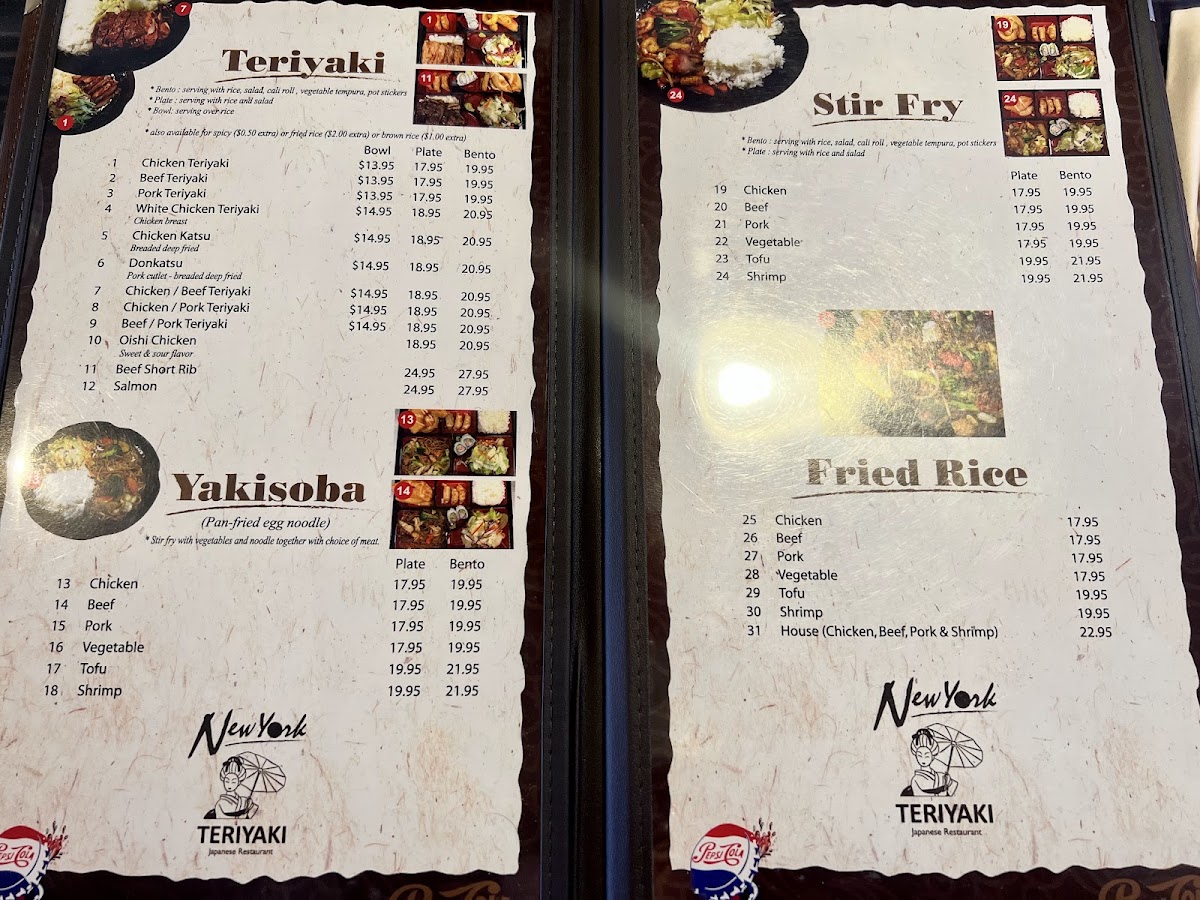 7
1
1
11
Teriyaki
* Bento : serving with rice, salad, cali roll , vegetable tempura, pot stickers
* Plate : serving with rice and salad
* Bowl: serving over rice
* also available for spicy ($0.50 extra) or fried rice ($2.00 extra) or brown rice ($1.00 extra)
Bowl Plate Bento
1 Chicken Teriyaki $13.95 17.95 19.95
2 Beef Teriyaki $13.95 17.95 19.95
3 Pork Teriyaki $13.95 17.95 19.95
4 White Chicken Teriyaki $14.95 18.95 20.95
Chicken breast
5 Chicken Katsu $14.95 18.95 20.95
Breaded deep fried
6 Donkatsu $14.95 18.95 20.95
Pork cutlet - breaded deep fried
7 Chicken / Beef Teriyaki $14.95 18.95 20.95
8 Chicken / Pork Teriyaki $14.95 18.95 20.95
9 Beef / Pork Teriyaki $14.95 18.95 20.95
10 Oishi Chicken 18.95 20.95
Sweet & sour flavor
11 Beef Short Rib 24.95 27.95
12 Salmon 24.95 27.95
13
14
Yakisoba
(Pan-fried egg noodle)
* Stir fry with vegetables and noodle together with choice of meat.
Plate Bento
13 Chicken 17.95 19.95
14 Beef 17.95 19.95
15 Pork 17.95 19.95
16 Vegetable 17.95 19.95
17 Tofu 19.95 21.95
18 Shrimp 19.95 21.95
New York
TERIYAKI
Japanese Restaurant
PEPSI COLA
24
19
24
Stir Fry
* Bento : serving with rice, salad, cali roll , vegetable tempura, pot stickers
* Plate : serving with rice and salad
Plate Bento
19 Chicken 17.95 19.95
20 Beef 17.95 19.95
21 Pork 17.95 19.95
22 Vegetable 17.95 19.95
23 Tofu 19.95 21.95
24 Shrimp 19.95 21.95
Fried Rice
25 Chicken 17.95
26 Beef 17.95
27 Pork 17.95
28 Vegetable 17.95
29 Tofu 19.95
30 Shrimp 19.95
31 House (Chicken, Beef, Pork & Shrimp) 22.95
New York
TERIYAKI
Japanese Restaurant
PEPSI COLA